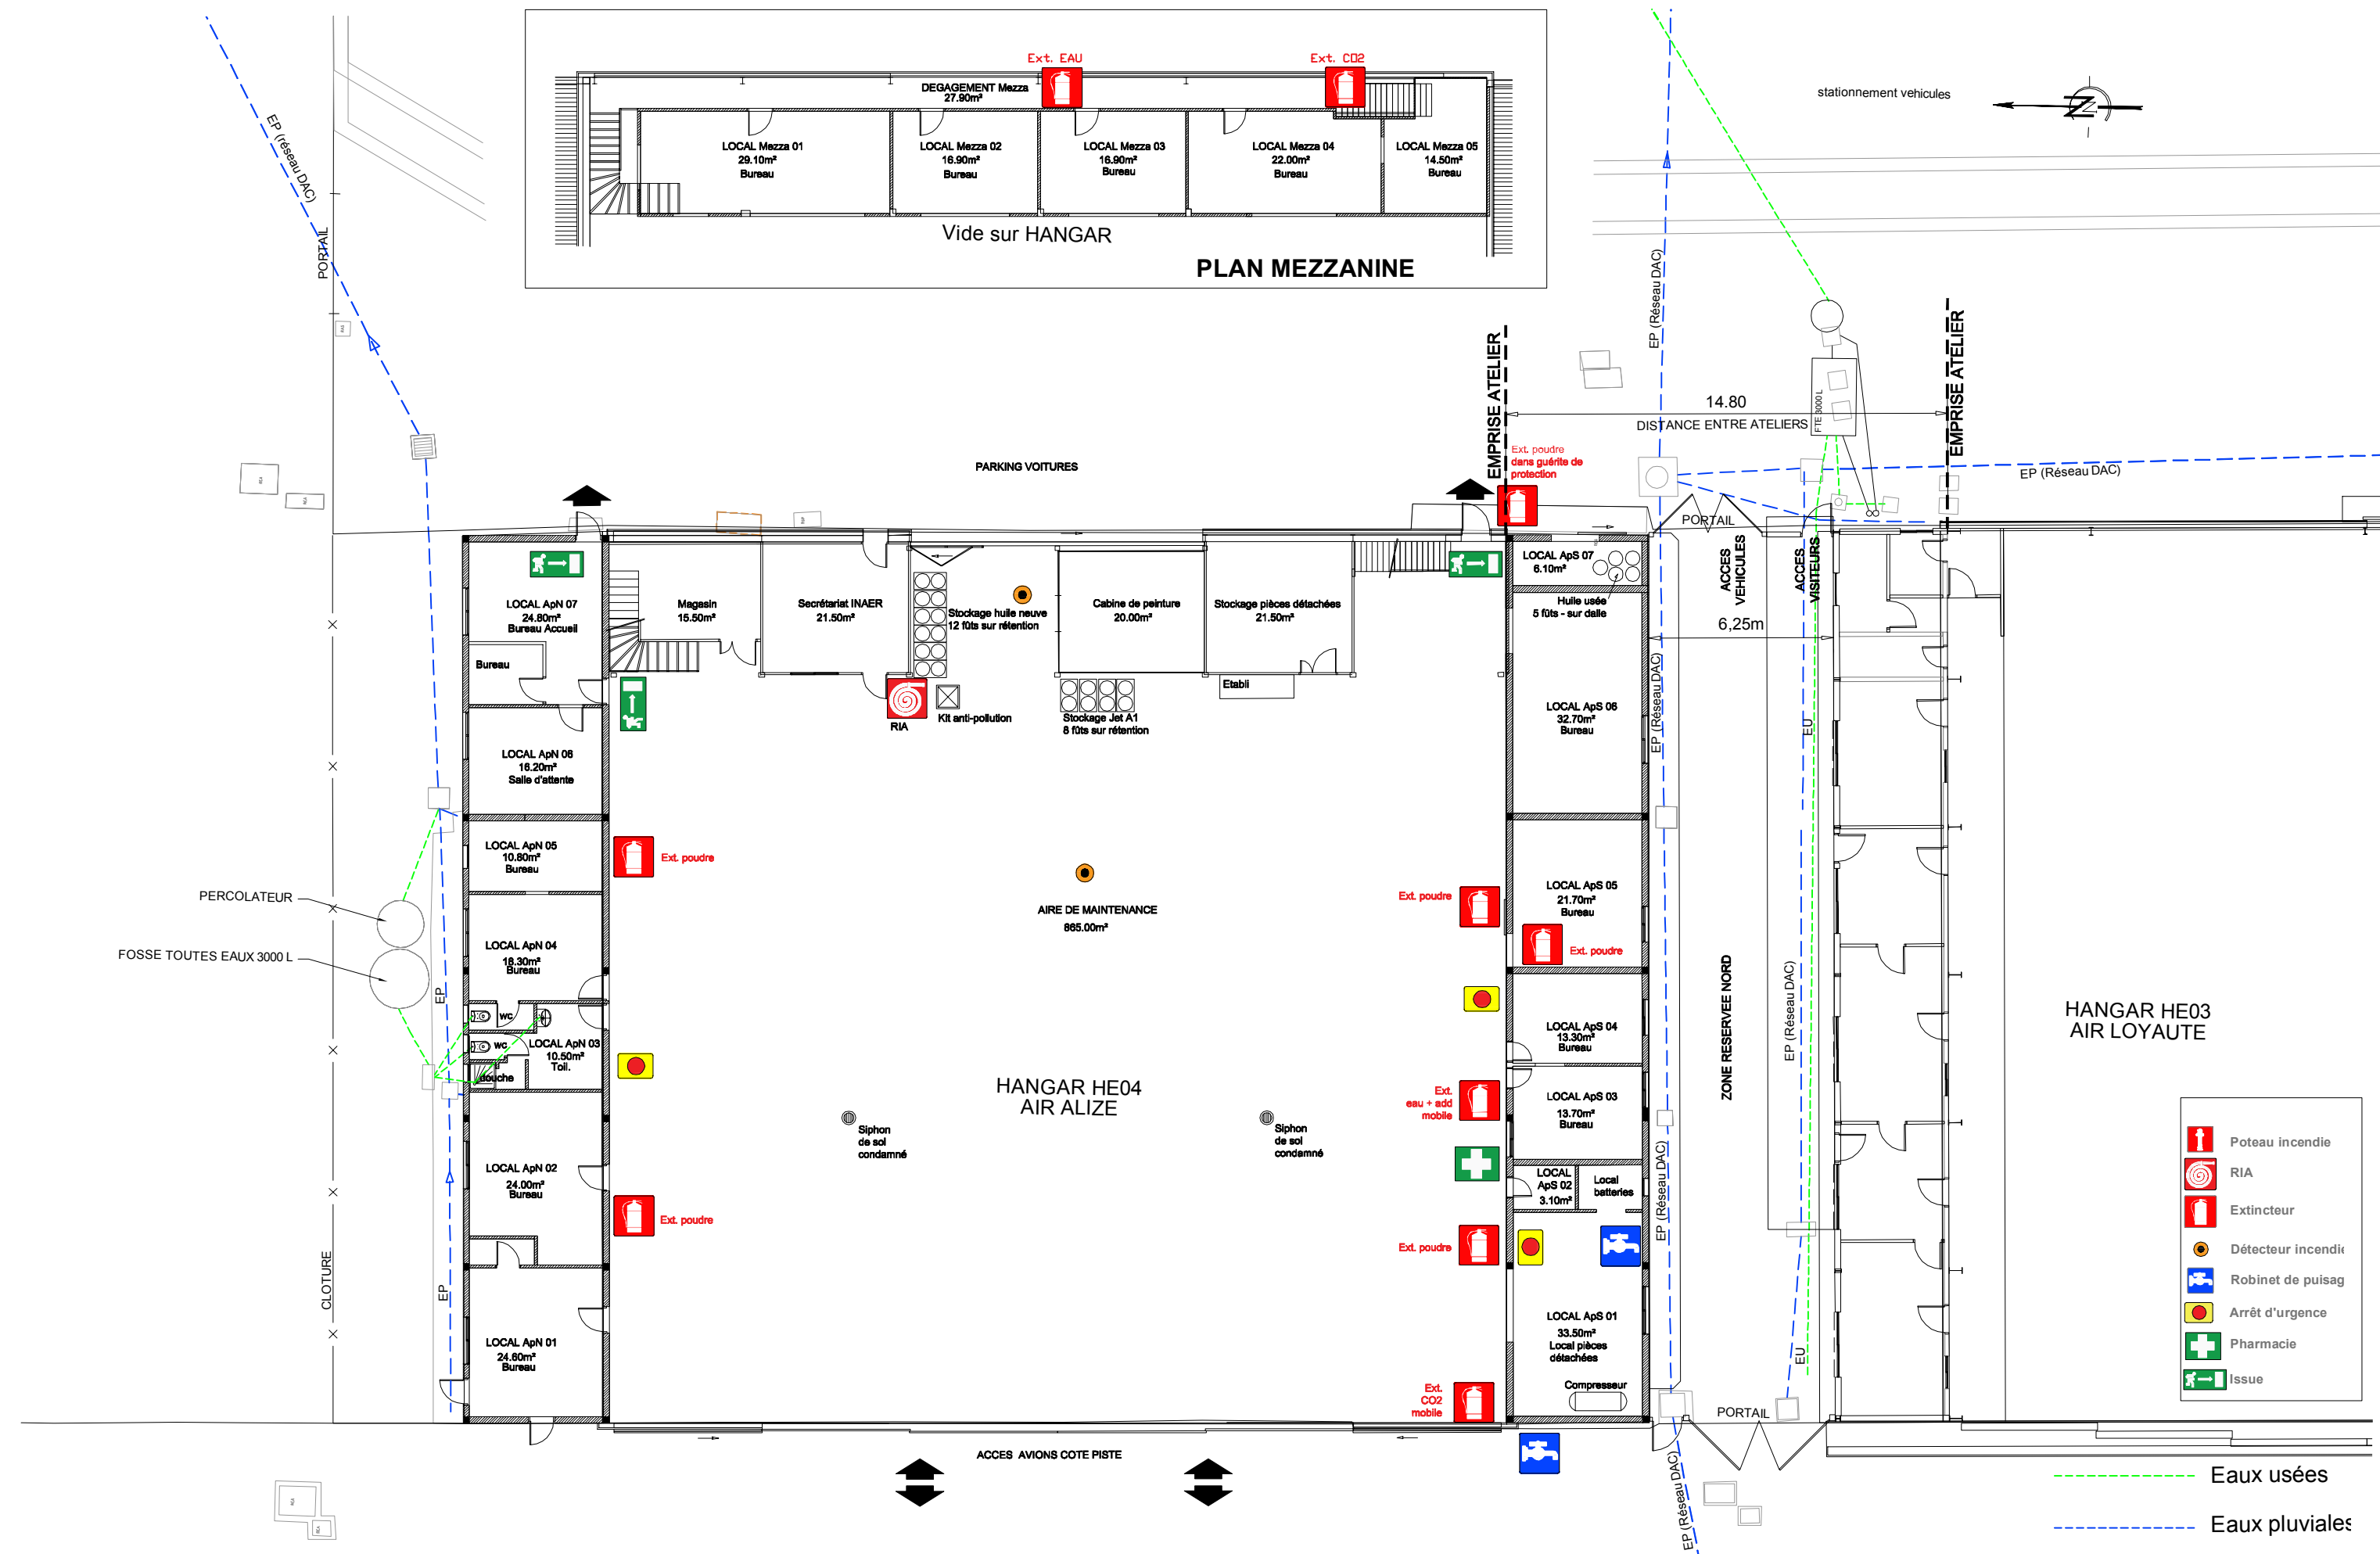 Ext. EAU
Ext. CO2
DEGAGEMENT Mezza
27.90m²
LOCAL Mezza 01
29.10m²
Bureau
LOCAL Mezza 02
16.90m²
Bureau
LOCAL Mezza 03
16.90m²
Bureau
LOCAL Mezza 04
22.00m²
Bureau
LOCAL Mezza 05
14.50m²
Bureau
Vide sur HANGAR
PLAN MEZZANINE
stationnement vehicules
EP (réseau DAC)
PORTAIL
EP (Réseau DAC)
EMPRISE ATELIER
EMPRISE ATELIER
14.80
DISTANCE ENTRE ATELIERS
FTE 3000 L
EP (Réseau DAC)
PARKING VOITURES
Ext. poudre
dans guérite de
protection
PORTAIL
ACCES
VEHICULES
ACCES
VISITEURS
6,25m
LOCAL ApN 07
24.80m²
Bureau Accueil
Bureau
Magasin
15.50m²
Secrétariat INAER
21.50m²
Stockage huile neuve
12 fûts sur rétention
Cabine de peinture
20.00m²
Stockage pièces détachées
21.50m²
Etabli
LOCAL ApS 07
6.10m²
Huile usée
5 fûts - sur dalle
RIA
Kit anti-pollution
Stockage Jet A1
8 fûts sur rétention
LOCAL ApS 06
32.70m²
Bureau
EP (Réseau DAC)
EU
LOCAL ApN 06
16.20m²
Salle d'attente
LOCAL ApN 05
10.80m²
Bureau
Ext. poudre
PERCOLATEUR
FOSSE TOUTES EAUX 3000 L
LOCAL ApN 04
18.30m²
Bureau
EP
AIRE DE MAINTENANCE
865.00m²
Ext. poudre
LOCAL ApS 05
21.70m²
Bureau
Ext. poudre
ZONE RESERVEE NORD
EP (Réseau DAC)
HANGAR HE03
AIR LOYAUTE
WC
WC
LOCAL ApN 03
10.50m²
Toil.
douche
LOCAL ApS 04
13.30m²
Bureau
HANGAR HE04
AIR ALIZE
Ext.
eau + add
mobile
LOCAL ApS 03
13.70m²
Bureau
Siphon
de sol
condamné
Siphon
de sol
condamné
LOCAL ApN 02
24.00m²
Bureau
LOCAL
ApS 02
3.10m²
Local
batteries
EP (Réseau DAC)
Ext. poudre
Ext. poudre
CLOTURE
EP
LOCAL ApN 01
24.60m²
Bureau
LOCAL ApS 01
33.50m²
Local pièces
détachées
Compresseur
EU
Ext.
CO2
mobile
PORTAIL
ACCES AVIONS COTE PISTE
EP (Réseau DAC)
Poteau incendie
RIA
Extincteur
Détecteur incendi
Robinet de puisag
Arrêt d'urgence
Pharmacie
Issue
Eaux usées
Eaux pluviales